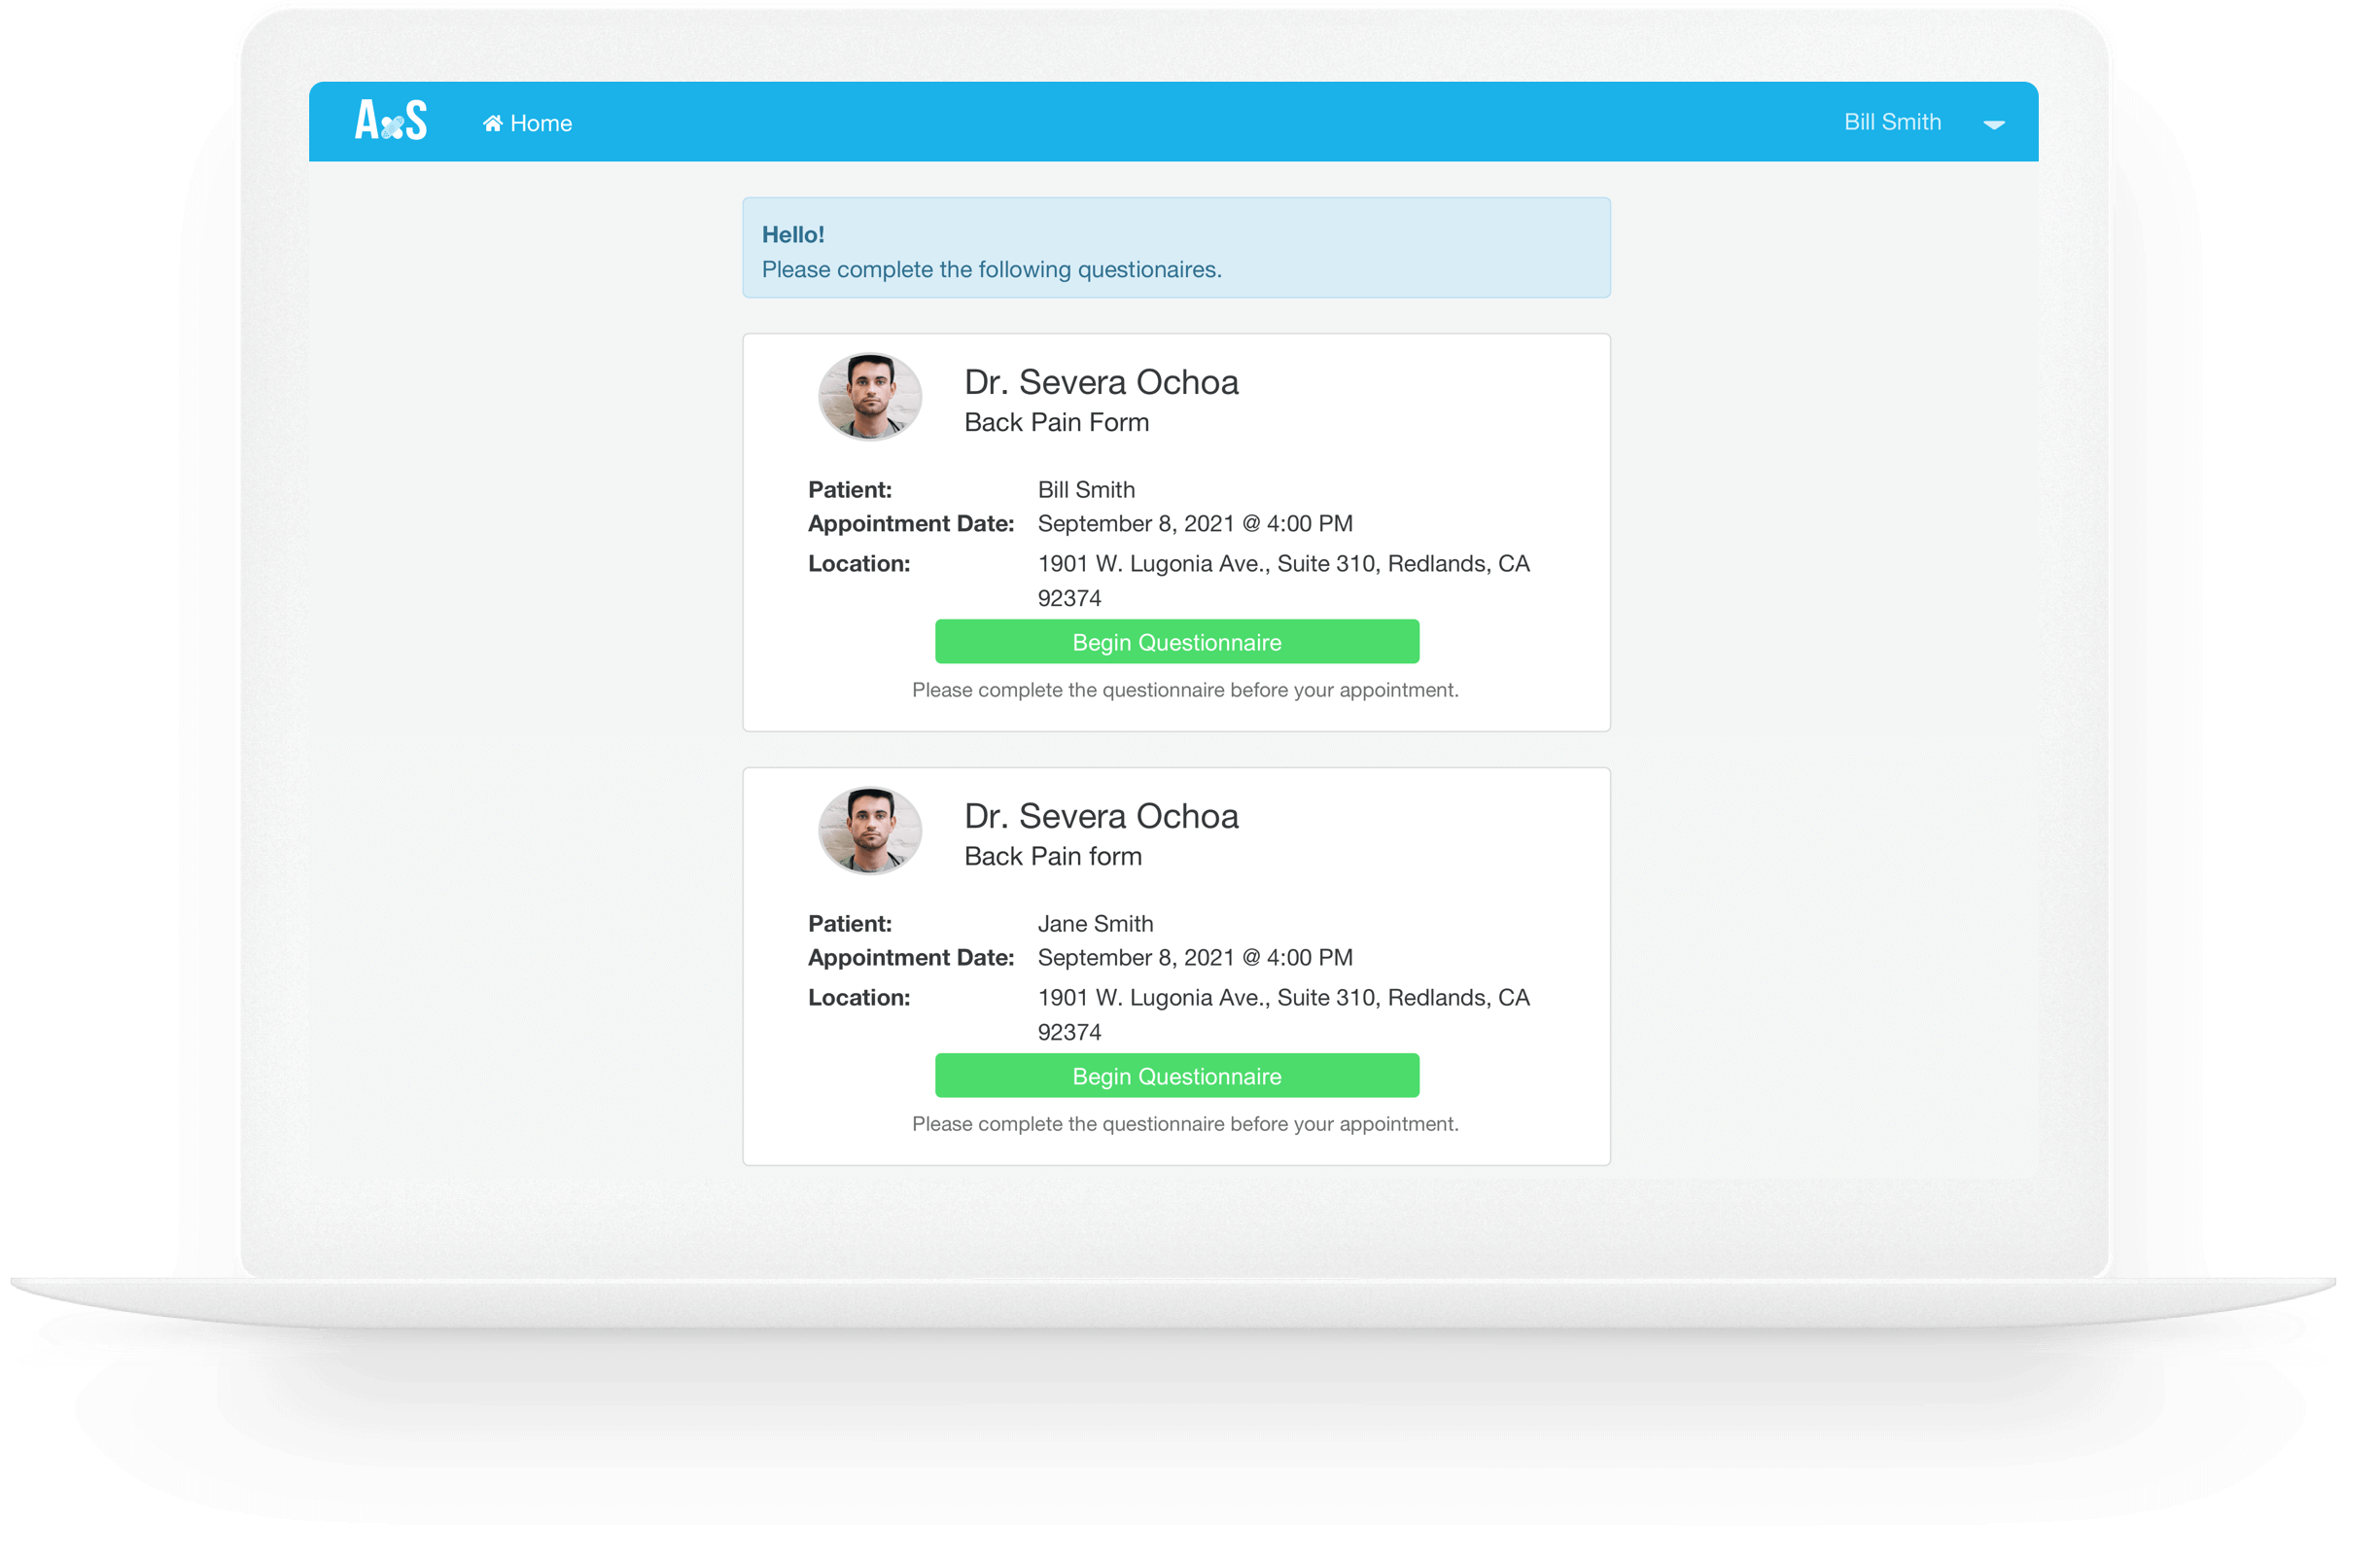 AxS
Home
Bill Smith
Hello!
Please complete the following questionaires.
Dr. Severa Ochoa
Back Pain Form
Patient: Bill Smith
Appointment Date: September 8, 2021 @ 4:00 PM
Location: 1901 W. Lugonia Ave., Suite 310, Redlands, CA
92374
Begin Questionnaire
Please complete the questionnaire before your appointment.
Dr. Severa Ochoa
Back Pain form
Patient: Jane Smith
Appointment Date: September 8, 2021 @ 4:00 PM
Location: 1901 W. Lugonia Ave., Suite 310, Redlands, CA
92374
Begin Questionnaire
Please complete the questionnaire before your appointment.